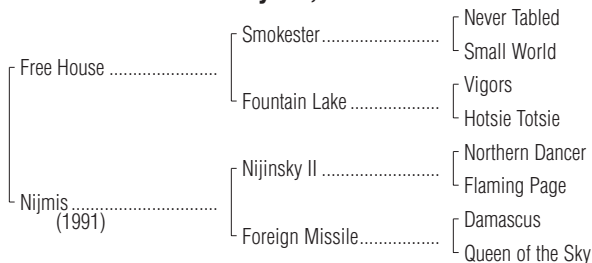 Never Tabled
Smokester
Small World
Free House
Vigors
Fountain Lake
Hotsie Totsie
Northern Dancer
Nijinsky II
Flaming Page
Nijmis
(1991)
Damascus
Foreign Missile
Queen of the Sky